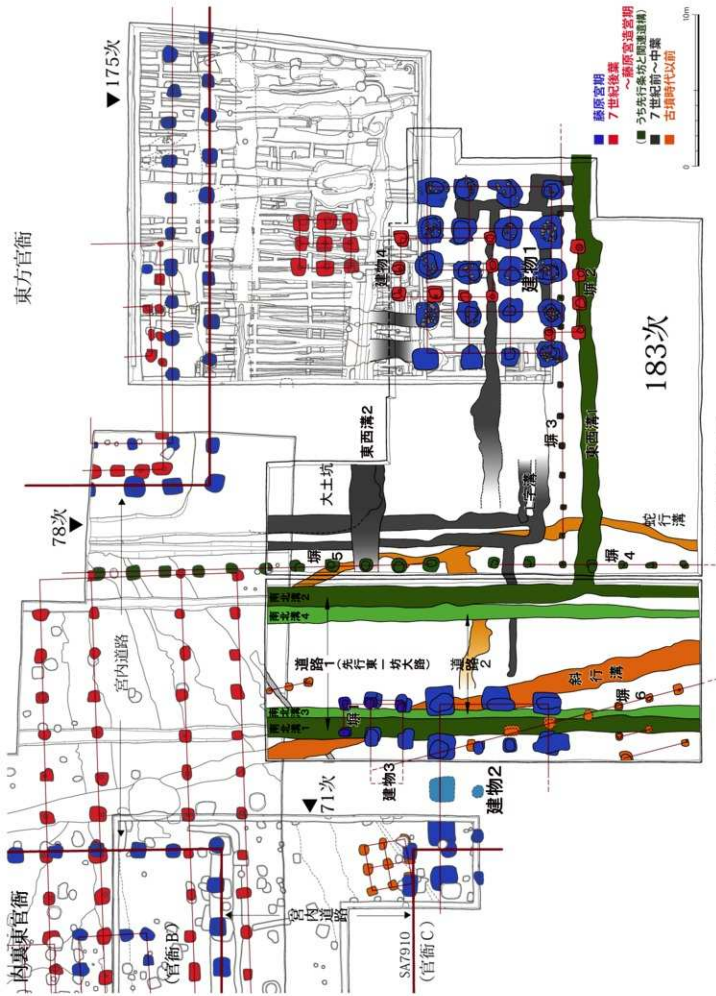 東方官衙
▼175次
78次▼
宮内道路
71次▼
内裏東官衙
(官衙B)
宮内道路
SA7910
(官衙C)
10m
0
藤原宮期
7世紀後葉
～藤原宮造営期
(■うち先行条坊と関連遺構)
7世紀前～中葉
古墳時代以前
建物4
建物1
塀2
183次
東西溝2
大土坑
塀3
東西溝1
L字溝
蛇行溝
塀5
塀4
南北溝2
南北溝4
道路1(先行東一坊大路)
道路2
南北溝3
南北溝1
塀
斜行溝
塀6
建物3
建物2